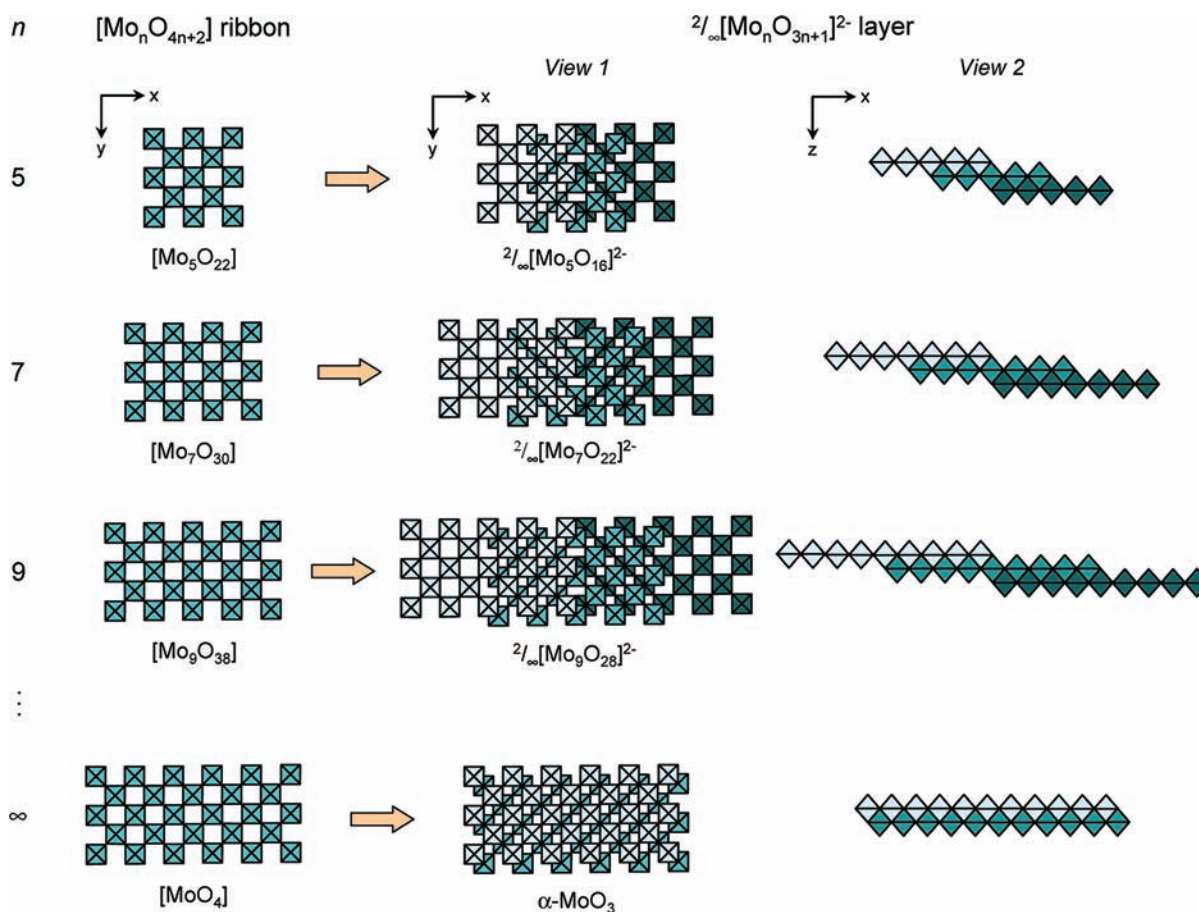 n [MoₙO₄ₙ₊₂] ribbon ²/∞[MoₙO₃ₙ₊₁]²⁻ layer
View 1 View 2
x x x
y y z
5
[Mo₅O₂₂] ²/∞[Mo₅O₁₆]²⁻
7
[Mo₇O₃₀] ²/∞[Mo₇O₂₂]²⁻
9
[Mo₉O₃₈] ²/∞[Mo₉O₂₈]²⁻
⋮
∞
[MoO₄] α-MoO₃